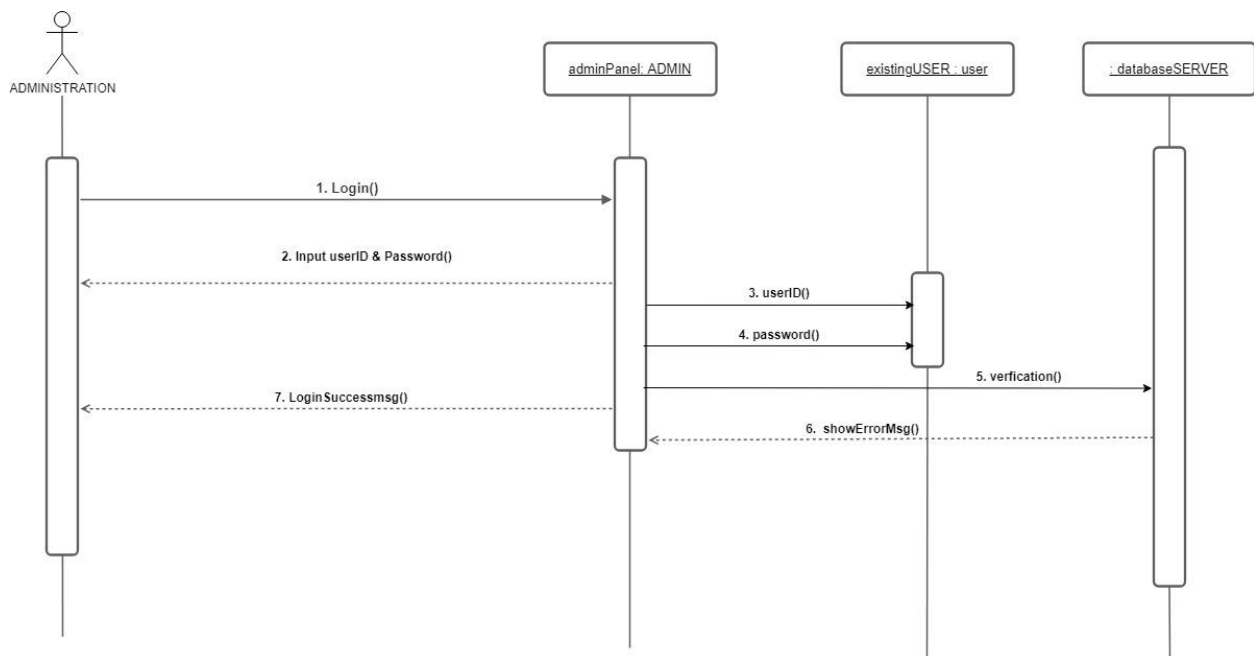 ADMINISTRATION
adminPanel: ADMIN
existingUSER : user
: databaseSERVER
1. Login()
2. Input userID & Password()
3. userID()
4. password()
5. verfication()
7. LoginSuccessmsg()
6. showErrorMsg()